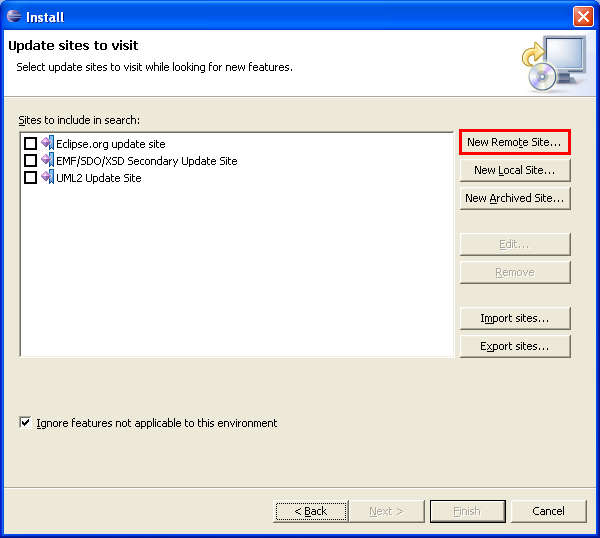 Install
Update sites to visit
Select update sites to visit while looking for new features.
Sites to include in search:
Eclipse.org update site
EMF/SDO/XSD Secondary Update Site
UML2 Update Site
New Remote Site...
New Local Site...
New Archived Site...
Edit...
Remove
Import sites...
Export sites...
Ignore features not applicable to this environment
< Back
Next >
Finish
Cancel